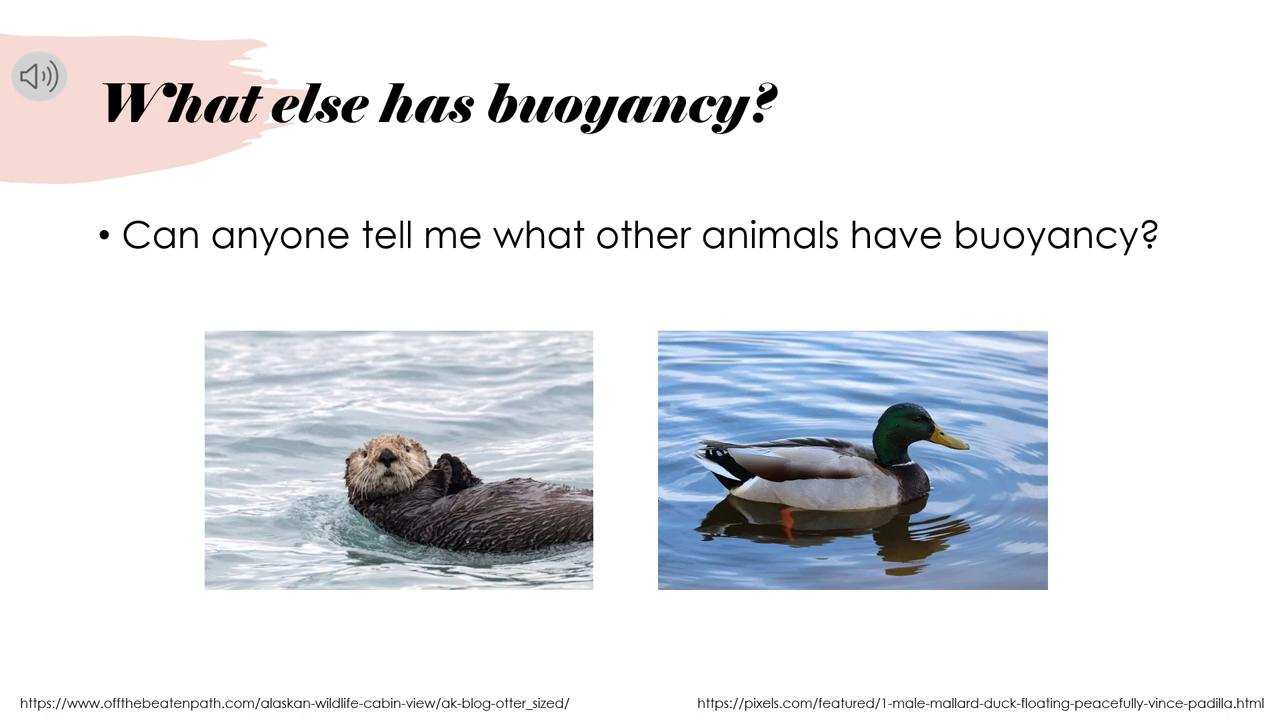 What else has buoyancy?
• Can anyone tell me what other animals have buoyancy?
https://www.offthebeatenpath.com/alaskan-wildlife-cabin-view/ak-blog-otter_sized/
https://pixels.com/featured/1-male-mallard-duck-floating-peacefully-vince-padilla.html